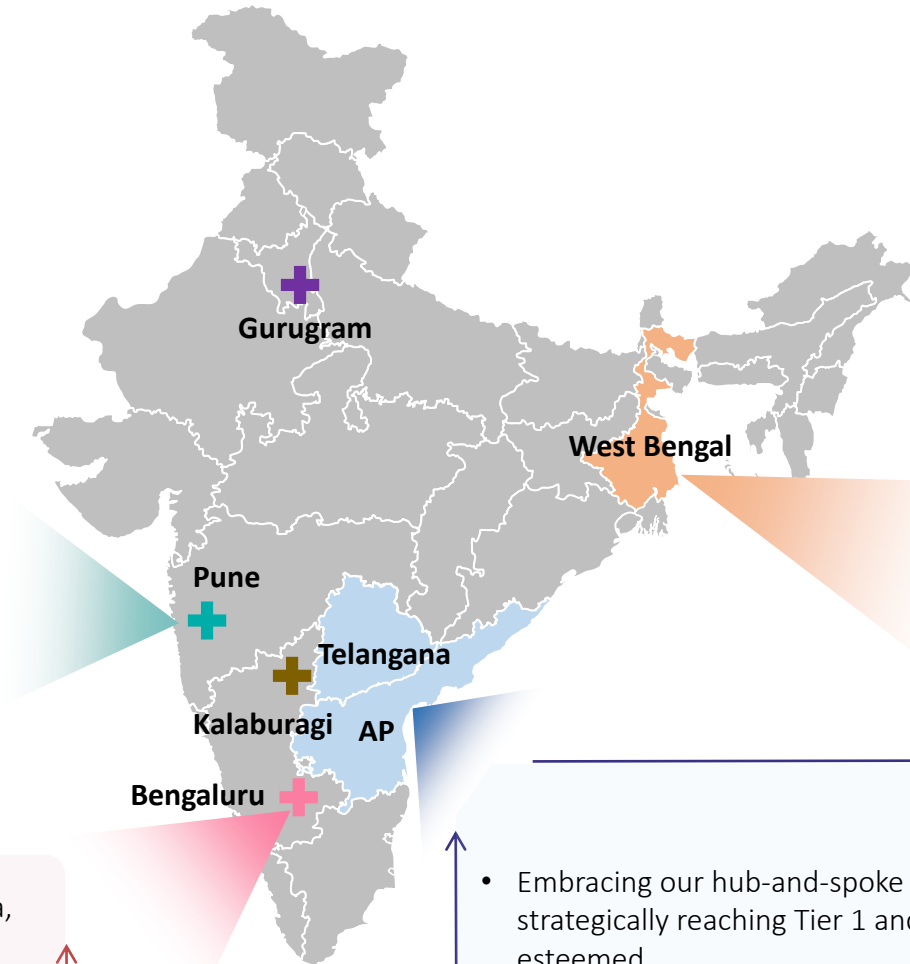 Gurugram
West Bengal
Pune
Telangana
Kalaburagi
AP
Bengaluru
• Embracing our hub-and-spoke
strategically reaching Tier 1 and
esteemed